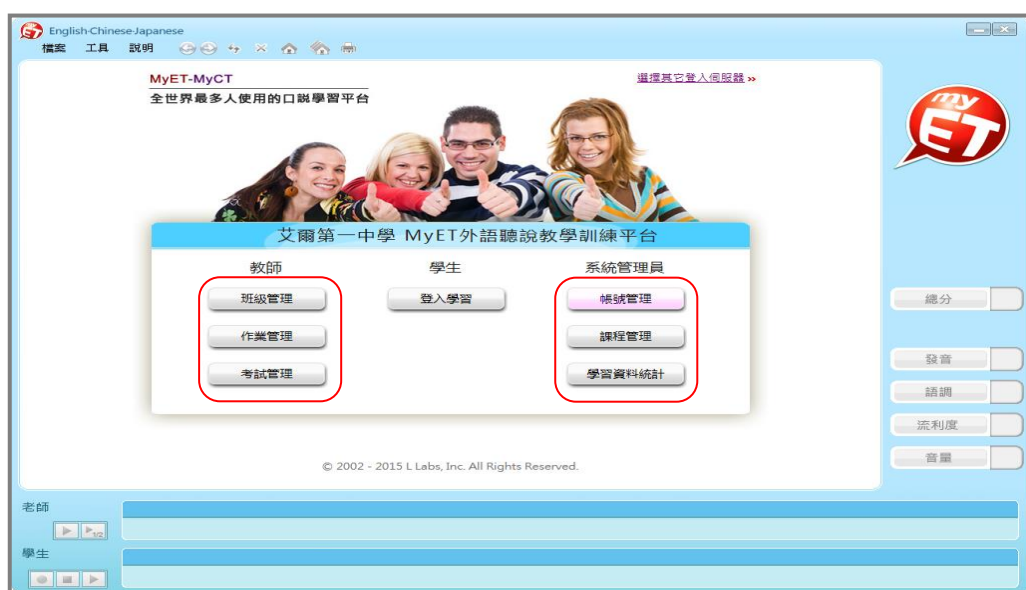 English-Chinese-Japanese
檔案 工具 說明
MyET-MyCT
選擇其它登入伺服器 »
全世界最多人使用的口說學習平台
my
ET
艾爾第一中學 MyET外語聽說教學訓練平台
教師 學生 系統管理員
班級管理 登入學習 帳號管理
作業管理 課程管理
考試管理 學習資料統計
總分
發音
語調
流利度
音量
© 2002 - 2015 L Labs, Inc. All Rights Reserved.
老師
1/2
學生